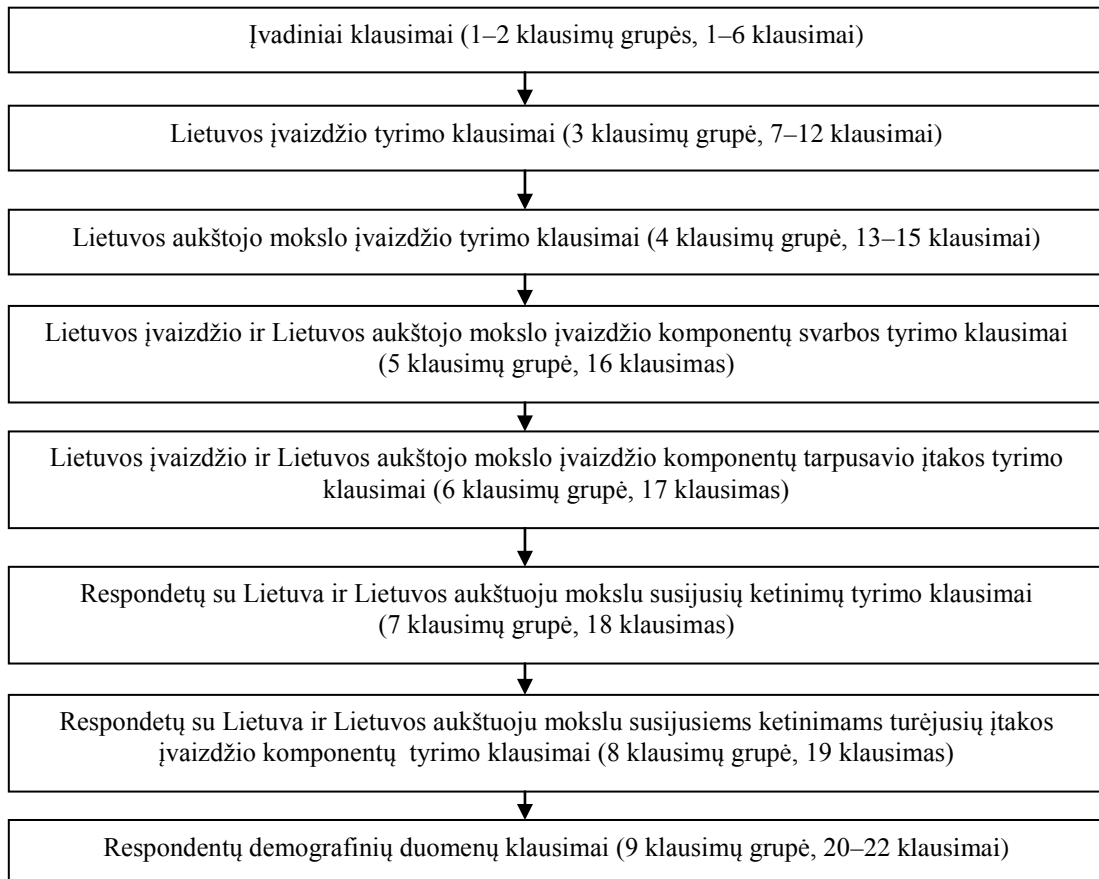 Įvadiniai klausimai (1–2 klausimų grupės, 1–6 klausimai)
Lietuvos įvaizdžio tyrimo klausimai (3 klausimų grupė, 7–12 klausimai)
Lietuvos aukštojo mokslo įvaizdžio tyrimo klausimai (4 klausimų grupė, 13–15 klausimai)
Lietuvos įvaizdžio ir Lietuvos aukštojo mokslo įvaizdžio komponentų svarbos tyrimo klausimai
(5 klausimų grupė, 16 klausimas)
Lietuvos įvaizdžio ir Lietuvos aukštojo mokslo įvaizdžio komponentų tarpusavio įtakos tyrimo
klausimai (6 klausimų grupė, 17 klausimas)
Respondetų su Lietuva ir Lietuvos aukštuoju mokslu susijusių ketinimų tyrimo klausimai
(7 klausimų grupė, 18 klausimas)
Respondetų su Lietuva ir Lietuvos aukštuoju mokslu susijusiems ketinimams turėjusių įtakos
įvaizdžio komponentų tyrimo klausimai (8 klausimų grupė, 19 klausimas)
Respondentų demografinių duomenų klausimai (9 klausimų grupė, 20–22 klausimai)